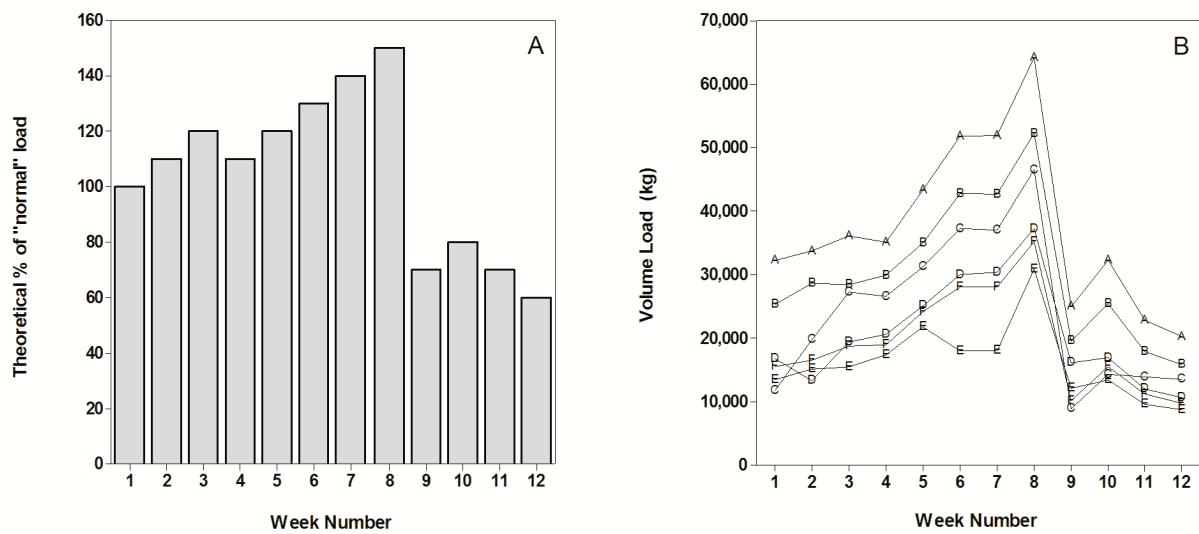 A
Theoretical % of "normal" load
160
140
120
100
80
60
40
20
0
1 2 3 4 5 6 7 8 9 10 11 12
Week Number
B
Volume Load (kg)
70,000
60,000
50,000
40,000
30,000
20,000
10,000
0
A A A A A A A A A A A A
B B B B B B B B B B B B
C C C C C C C C C C C C
D D D D D D D D D D D D
E E E E E E E E E E E E
F F F F F F F F F F F F
1 2 3 4 5 6 7 8 9 10 11 12
Week Number